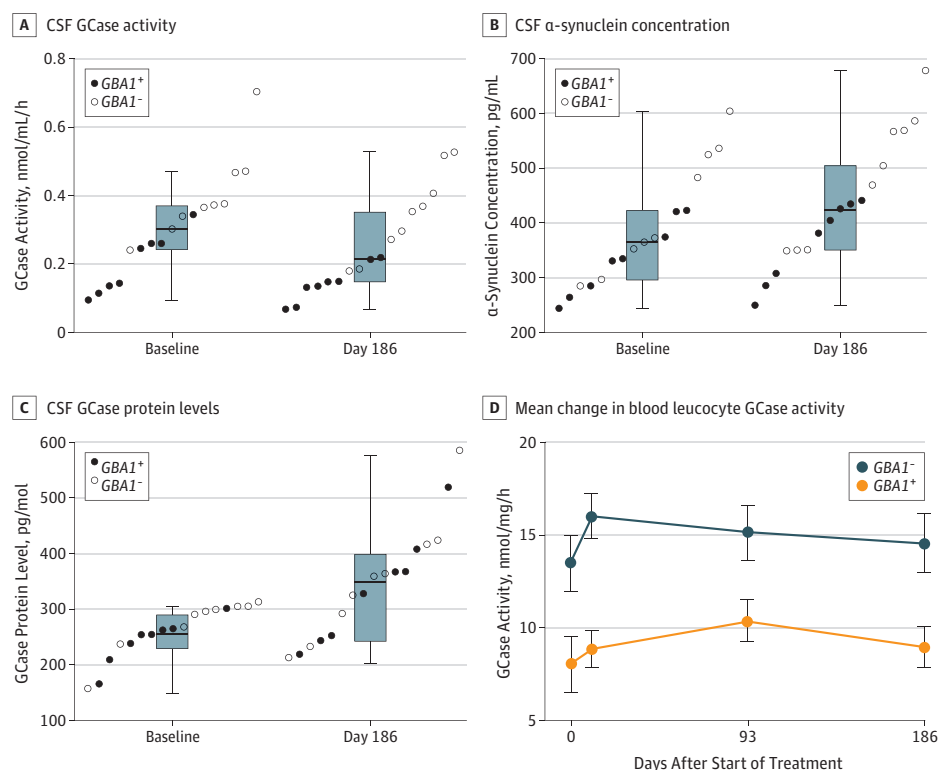 A CSF GCase activity
0.8
0.6
0.4
0.2
0
GCase Activity, nmol/mL/h
GBA1+
GBA1-
Baseline
Day 186
B CSF α-synuclein concentration
700
600
500
400
300
200
α-Synuclein Concentration, pg/mL
GBA1+
GBA1-
Baseline
Day 186
C CSF GCase protein levels
600
500
400
300
200
100
GCase Protein Level, pg/mol
GBA1+
GBA1-
Baseline
Day 186
D Mean change in blood leucocyte GCase activity
20
15
10
5
GCase Activity, nmol/mg/h
GBA1-
GBA1+
0
93
186
Days After Start of Treatment